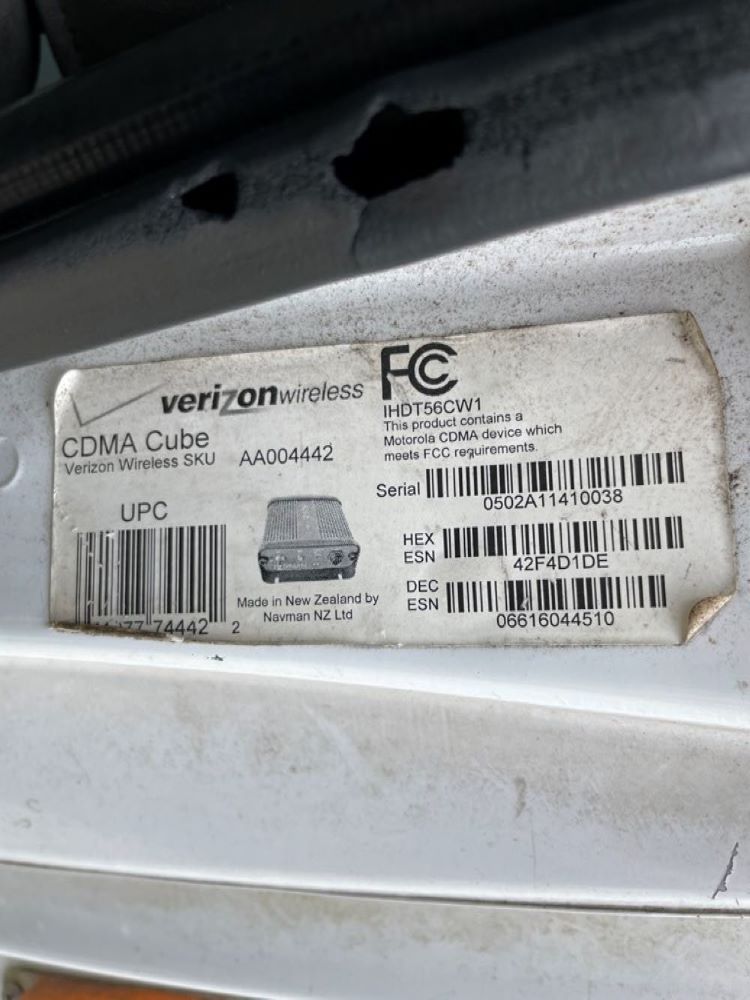 verizonwireless
CDMA Cube
Verizon Wireless SKU AA004442
UPC
74442 2
Made in New Zealand by
Navman NZ Ltd
FC
IHDT56CW1
This product contains a
Motorola CDMA device which
meets FCC requirements.
Serial
0502A11410038
HEX
ESN
42F4D1DE
DEC
ESN
06616044510